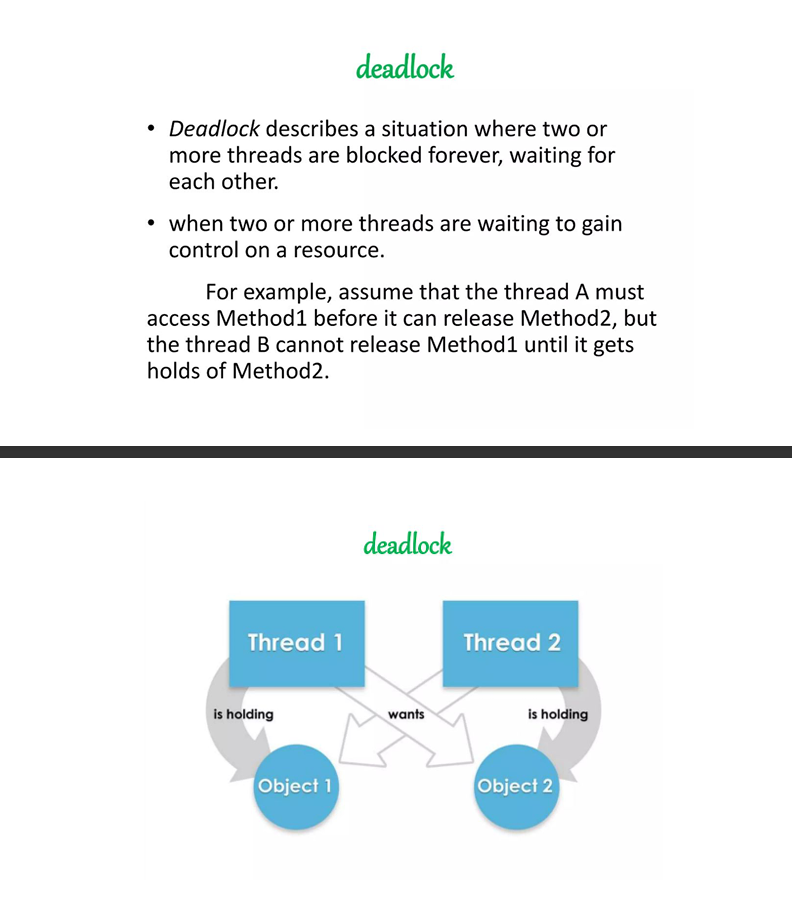 deadlock
• Deadlock describes a situation where two or
more threads are blocked forever, waiting for
each other.
• when two or more threads are waiting to gain
control on a resource.
For example, assume that the thread A must
access Method1 before it can release Method2, but
the thread B cannot release Method1 until it gets
holds of Method2.
deadlock
Thread 1
Thread 2
is holding
wants
is holding
Object 1
Object 2